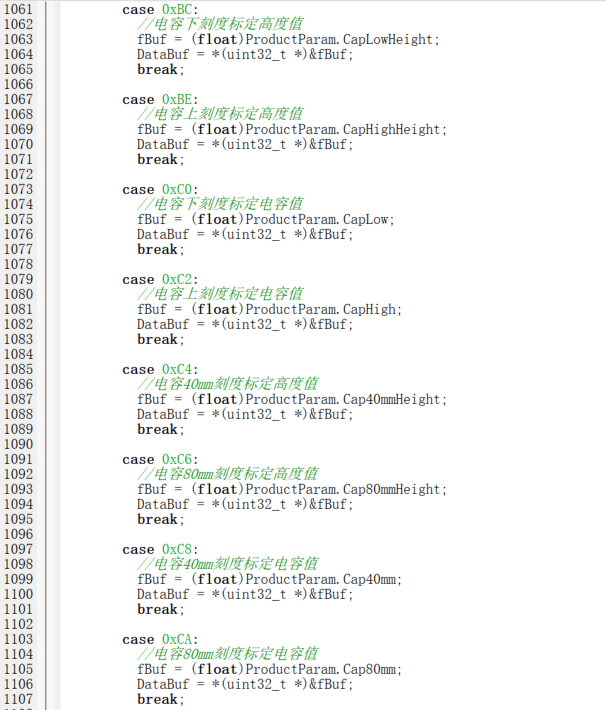 1061 case 0xBC:
1062 //电容下刻度标定高度值
1063 fBuf = (float)ProductParam.CapLowHeight;
1064 DataBuf = *(uint32_t *)&fBuf;
1065 break;
1066
1067 case 0xBE:
1068 //电容上刻度标定高度值
1069 fBuf = (float)ProductParam.CapHighHeight;
1070 DataBuf = *(uint32_t *)&fBuf;
1071 break;
1072
1073 case 0xC0:
1074 //电容下刻度标定电容值
1075 fBuf = (float)ProductParam.CapLow;
1076 DataBuf = *(uint32_t *)&fBuf;
1077 break;
1078
1079 case 0xC2:
1080 //电容上刻度标定电容值
1081 fBuf = (float)ProductParam.CapHigh;
1082 DataBuf = *(uint32_t *)&fBuf;
1083 break;
1084
1085 case 0xC4:
1086 //电容40mm刻度标定高度值
1087 fBuf = (float)ProductParam.Cap40mmHeight;
1088 DataBuf = *(uint32_t *)&fBuf;
1089 break;
1090
1091 case 0xC6:
1092 //电容80mm刻度标定高度值
1093 fBuf = (float)ProductParam.Cap80mmHeight;
1094 DataBuf = *(uint32_t *)&fBuf;
1095 break;
1096
1097 case 0xC8:
1098 //电容40mm刻度标定电容值
1099 fBuf = (float)ProductParam.Cap40mm;
1100 DataBuf = *(uint32_t *)&fBuf;
1101 break;
1102
1103 case 0xCA:
1104 //电容80mm刻度标定电容值
1105 fBuf = (float)ProductParam.Cap80mm;
1106 DataBuf = *(uint32_t *)&fBuf;
1107 break;